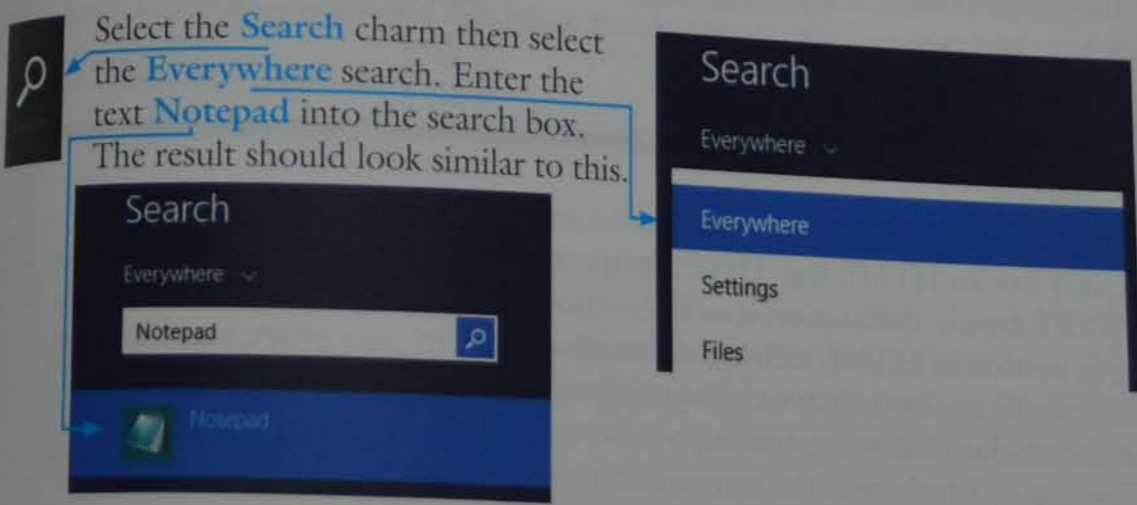 Select the Search charm then select
the Everywhere search. Enter the
text Notepad into the search box.
The result should look similar to this.
Search
Everywhere
Notepad
Notepad
Search
Everywhere
Everywhere
Settings
Files